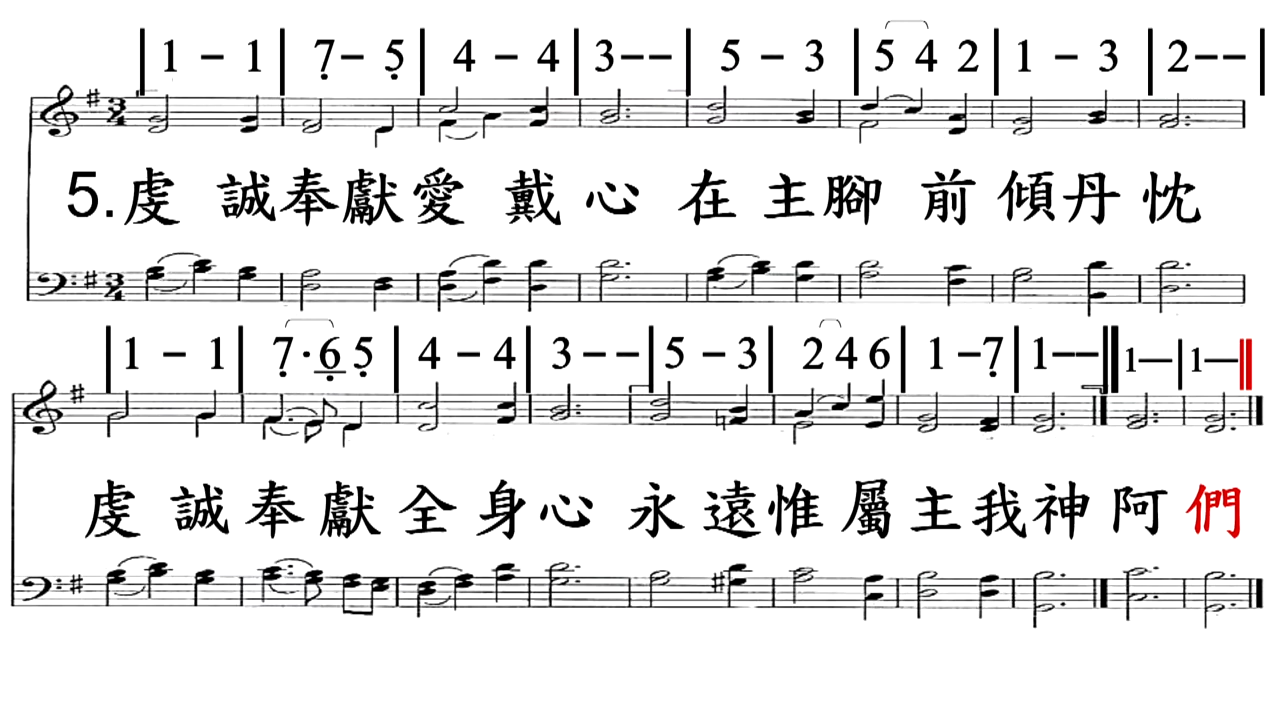 1 – 1 7 – 5 4 – 4 3 – – 5 – 3 5 4 2 1 – 3 2 – –
5.虔 誠奉獻愛 戴 心 在 主腳 前 傾丹 忱
1 – 1 7 · 6 5 4 – 4 3 – – 5 – 3 2 4 6 1 – 7 1 – – 1 — 1 —
虔 誠 奉 獻 全 身心 永 遠惟 屬主我神 阿 們